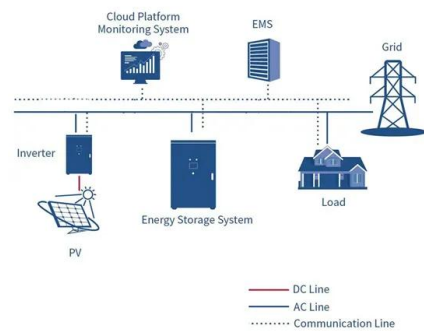 Cloud Platform
Monitoring System
EMS
Grid
Inverter
Energy Storage System
Load
PV
DC Line
AC Line
Communication Line